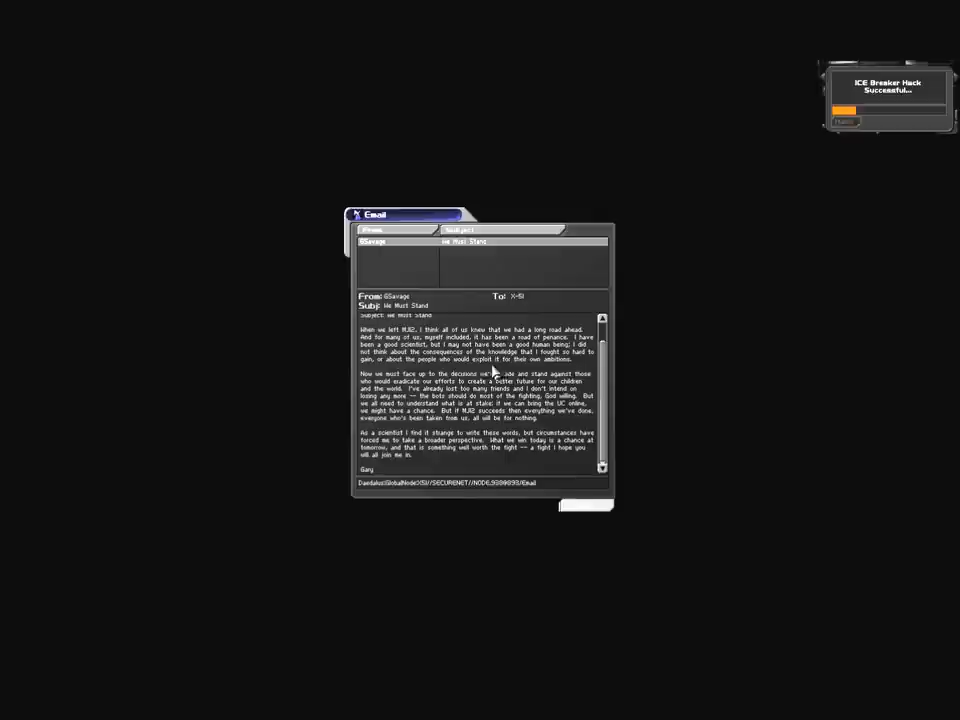 ICE Breaker Hack
Successful...
Email
From
Subject
GSavage We Must Stand
From: GSavage To: X-51
Subj: We Must Stand
Subject: We Must Stand
When we left MJ12, I think all of us knew that we had a long road ahead.
And for many of us, myself included, it has been a road of penance. I have
been a good scientist, but I may not have been a good human being; I did
not think about the consequences of the knowledge that I fought so hard to
gain, or about the people who would exploit it for their own ambitions.
Now we must face up to the decisions we' ade and stand against those
who would eradicate our efforts to create a better future for our children
and the world. I've already lost too many friends and I don't intend on
losing any more -- the bots should do most of the fighting, God willing. But
we all need to understand what is at stake: if we can bring the UC online,
we might have a chance. But if MJ12 succeeds then everything we've done,
everyone who's been taken from us, all will be for nothing.
As a scientist I find it strange to write these words, but circumstances have
forced me to take a broader perspective. What we win today is a chance at
tomorrow, and that is something well worth the fight -- a fight I hope you
will all join me in.
Gary
Daedalus:GlobalNode:X51//SECURENET//NODE.9380893/Email